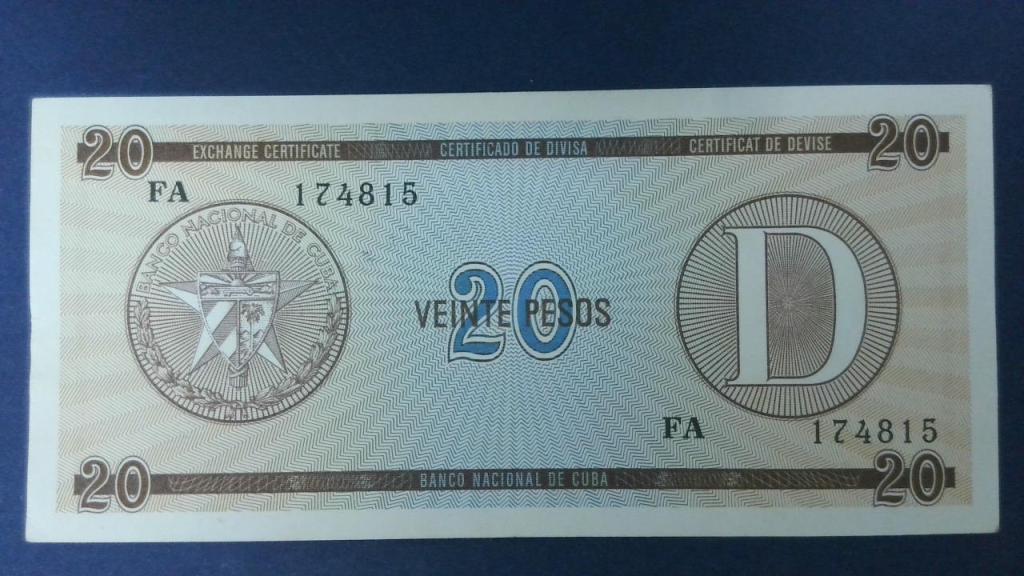 20 EXCHANGE CERTIFICATE CERTIFICADO DE DIVISA CERTIFICAT DE DEVISE 20
FA 174815
BANCO NACIONAL DE CUBA
20
VEINTE PESOS
D
FA 174815
20 BANCO NACIONAL DE CUBA 20